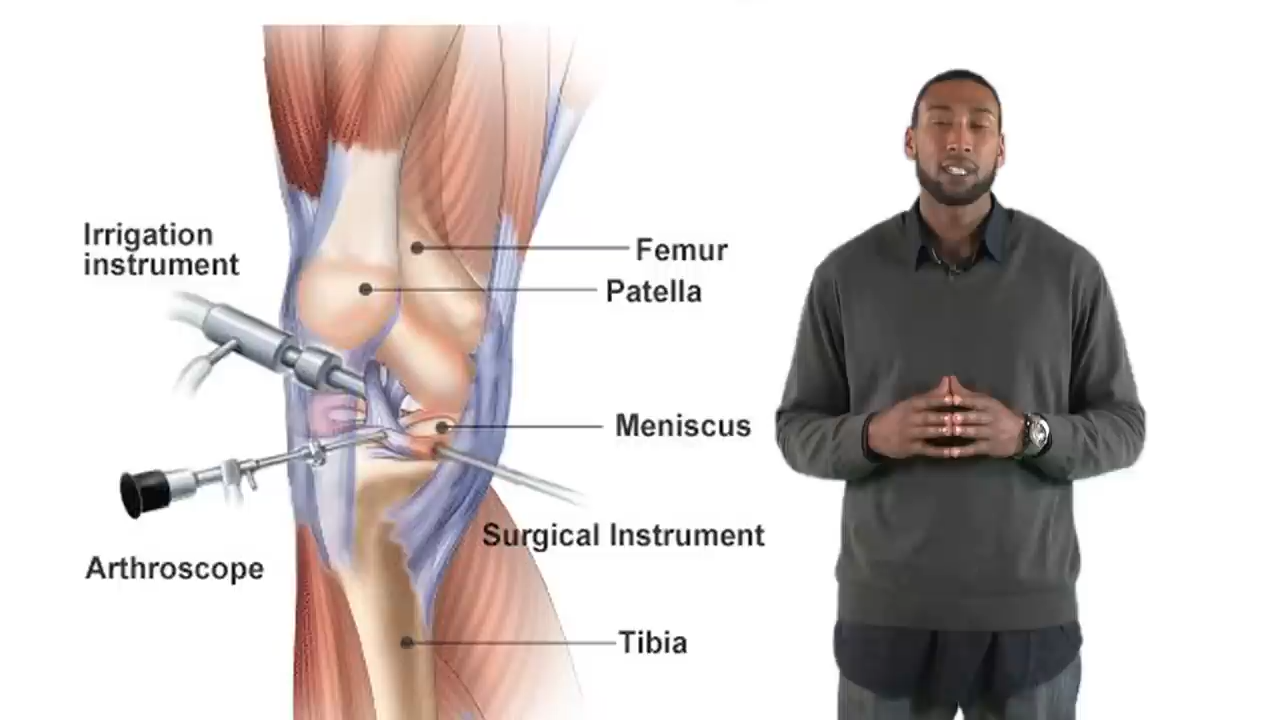 Irrigation
instrument
Femur
Patella
Meniscus
Surgical Instrument
Arthroscope
Tibia